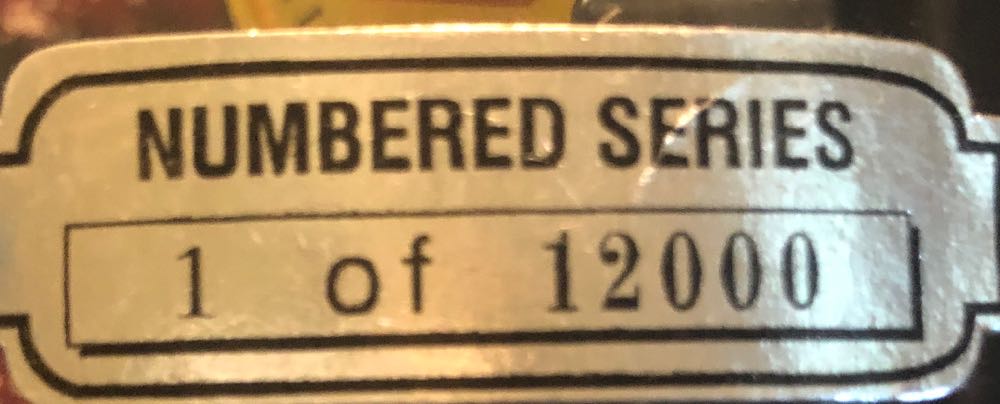 NUMBERED SERIES
1 of 12000